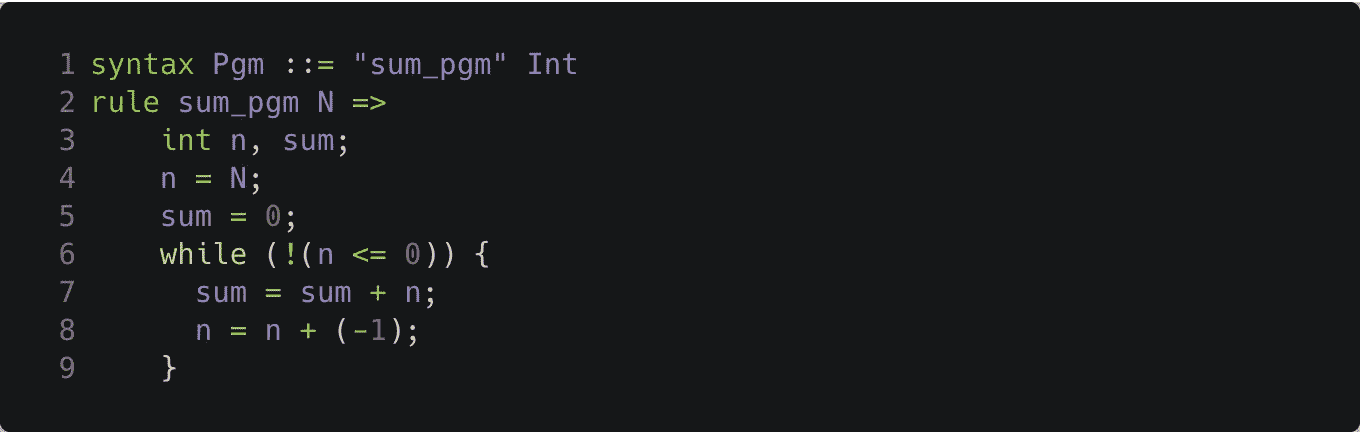 1 syntax Pgm ::= "sum_pgm" Int
2 rule sum_pgm N =>
3     int n, sum;
4     n = N;
5     sum = 0;
6     while (!(n <= 0)) {
7       sum = sum + n;
8       n = n + (-1);
9     }